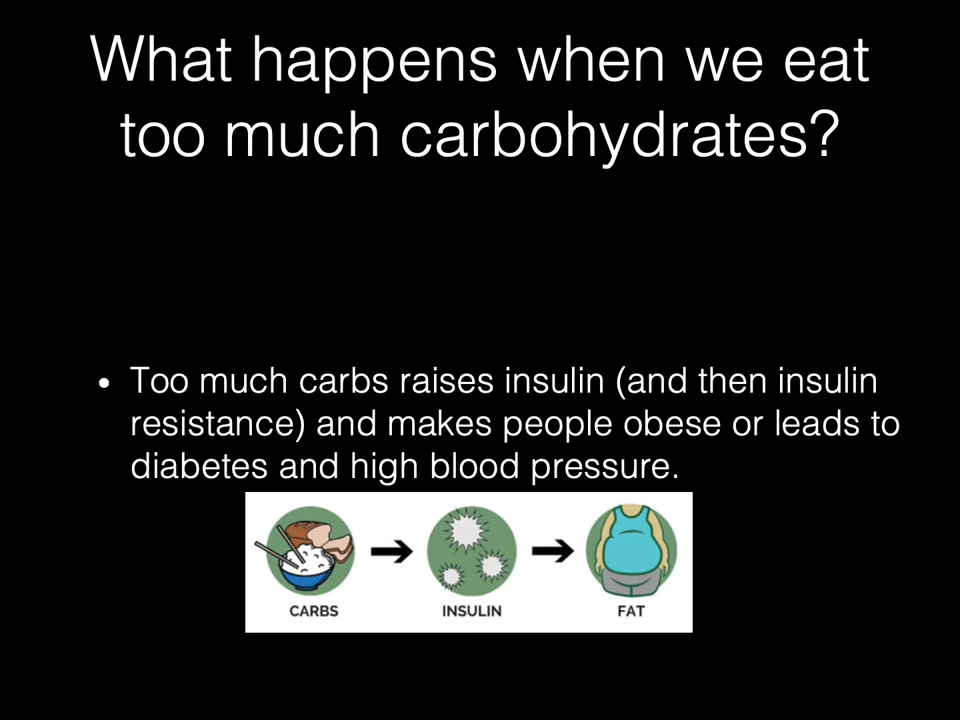 What happens when we eat
too much carbohydrates?
• Too much carbs raises insulin (and then insulin
resistance) and makes people obese or leads to
diabetes and high blood pressure.
CARBS INSULIN FAT